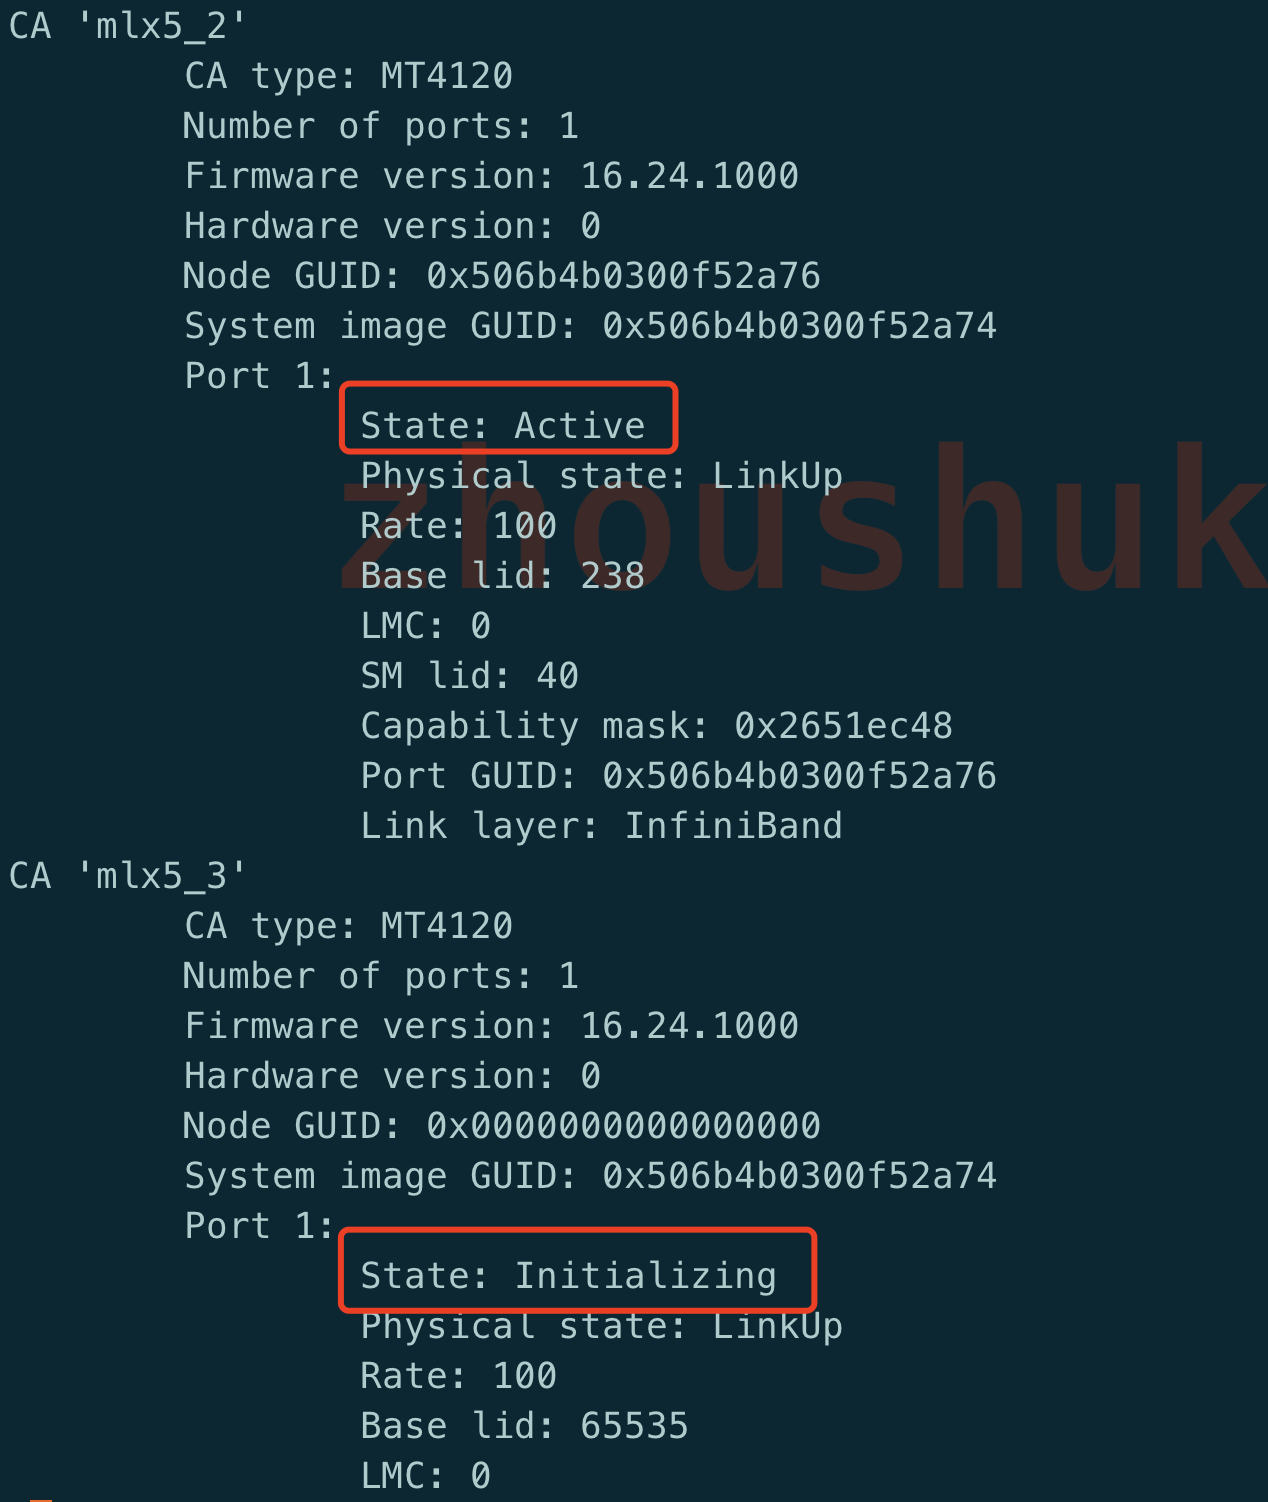 CA 'mlx5_2'
CA type: MT4120
Number of ports: 1
Firmware version: 16.24.1000
Hardware version: 0
Node GUID: 0x506b4b0300f52a76
System image GUID: 0x506b4b0300f52a74
Port 1:
State: Active
Physical state: LinkUp
Rate: 100
Base lid: 238
LMC: 0
SM lid: 40
Capability mask: 0x2651ec48
Port GUID: 0x506b4b0300f52a76
Link layer: InfiniBand
zhoushuk
CA 'mlx5_3'
CA type: MT4120
Number of ports: 1
Firmware version: 16.24.1000
Hardware version: 0
Node GUID: 0x0000000000000000
System image GUID: 0x506b4b0300f52a74
Port 1:
State: Initializing
Physical state: LinkUp
Rate: 100
Base lid: 65535
LMC: 0